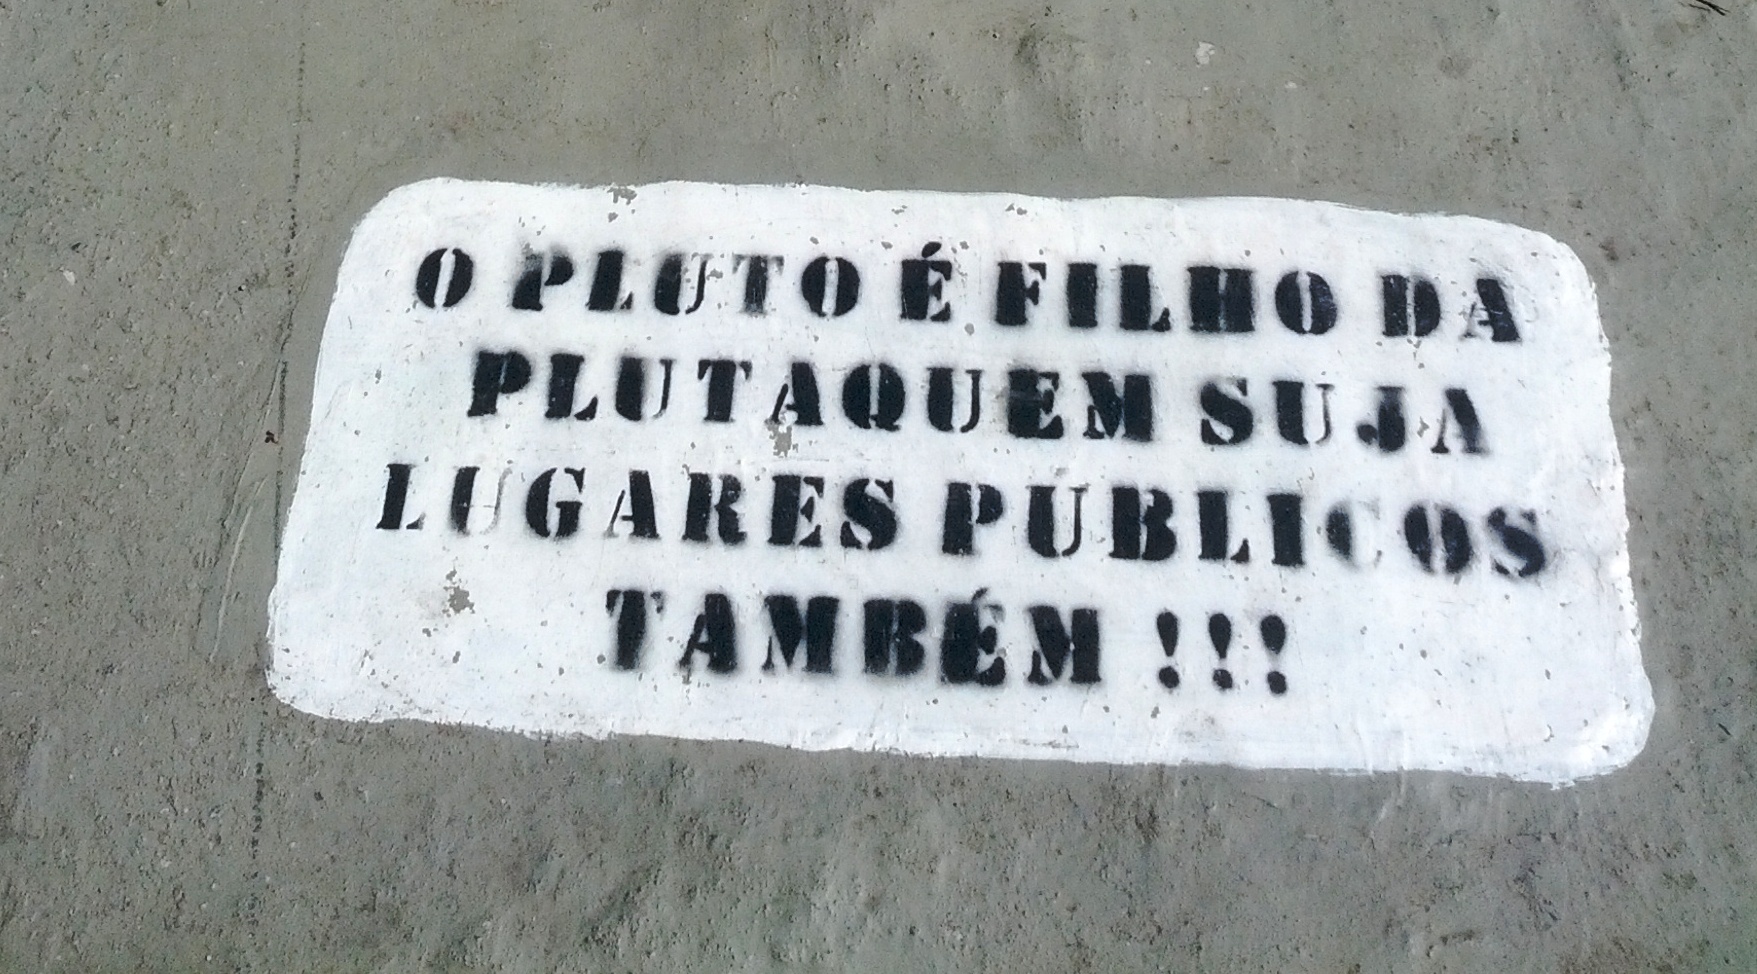 O PLUTO É FILHO DA
PLUTAQUEM SUJA
LUGARES PUBLICOS
TAMBÉM !!!